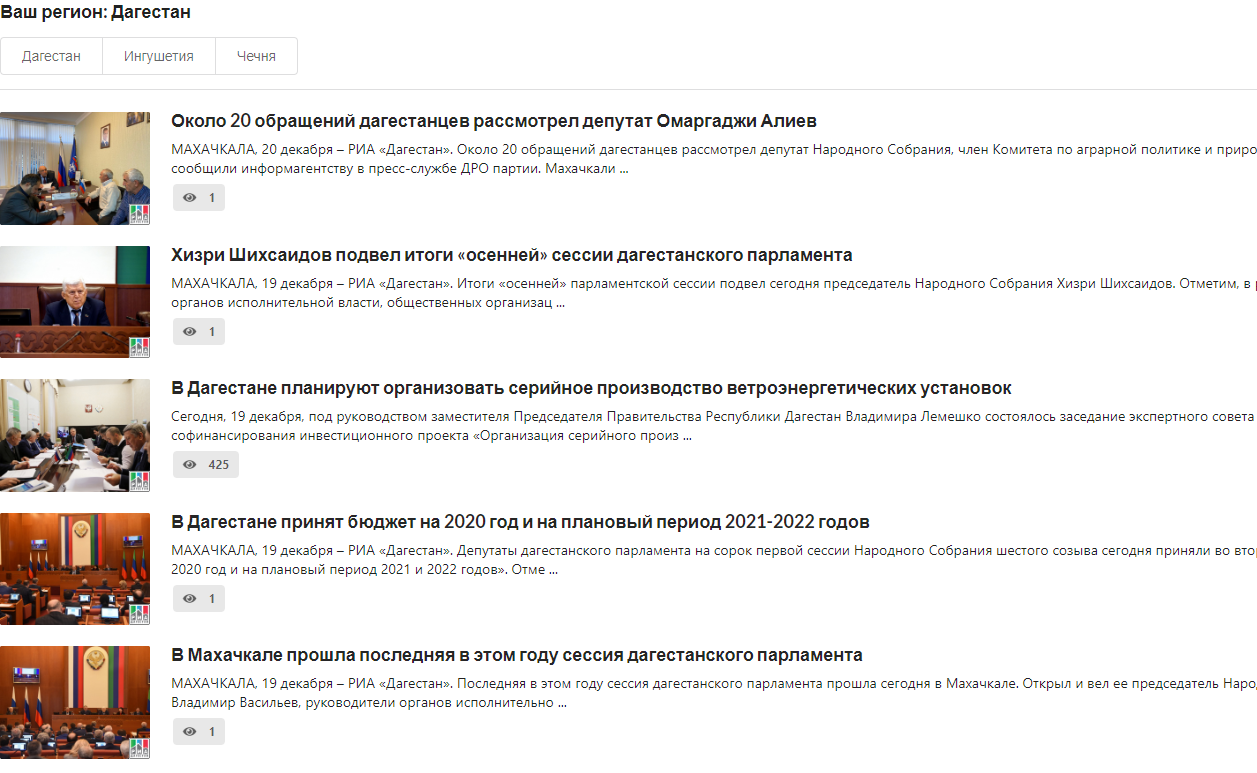 Ваш регион: Дагестан
Дагестан Ингушетия Чечня
Около 20 обращений дагестанцев рассмотрел депутат Омаргаджи Алиев
МАХАЧКАЛА, 20 декабря – РИА «Дагестан». Около 20 обращений дагестанцев рассмотрел депутат Народного Собрания, член Комитета по аграрной политике и приро
сообщили информагентству в пресс-службе ДРО партии. Махачкали ...
1
Хизри Шихсаидов подвел итоги «осенней» сессии дагестанского парламента
МАХАЧКАЛА, 19 декабря – РИА «Дагестан». Итоги «осенней» парламентской сессии подвел сегодня председатель Народного Собрания Хизри Шихсаидов. Отметим, в р
органов исполнительной власти, общественных организац ...
1
В Дагестане планируют организовать серийное производство ветроэнергетических установок
Сегодня, 19 декабря, под руководством заместителя Председателя Правительства Республики Дагестан Владимира Лемешко состоялось заседание экспертного совета
софинансирования инвестиционного проекта «Организация серийного произ ...
425
В Дагестане принят бюджет на 2020 год и на плановый период 2021-2022 годов
МАХАЧКАЛА, 19 декабря – РИА «Дагестан». Депутаты дагестанского парламента на сорок первой сессии Народного Собрания шестого созыва сегодня приняли во втор
2020 год и на плановый период 2021 и 2022 годов». Отме ...
1
В Махачкале прошла последняя в этом году сессия дагестанского парламента
МАХАЧКАЛА, 19 декабря – РИА «Дагестан». Последняя в этом году сессия дагестанского парламента прошла сегодня в Махачкале. Открыл и вел ее председатель Наро
Владимир Васильев, руководители органов исполнительно ...
1